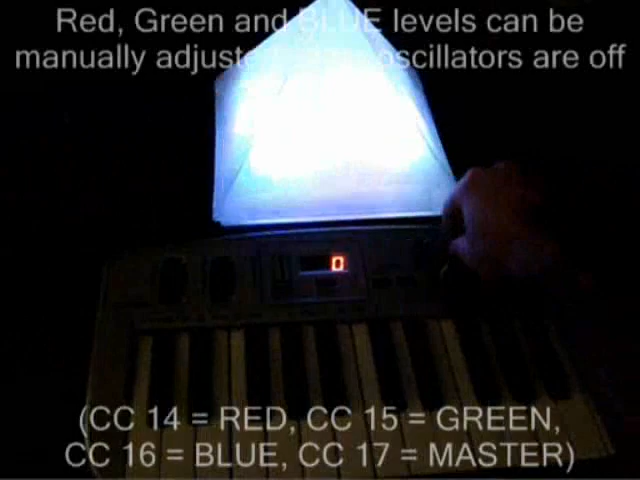 Red, Green and BLUE levels can be
manually adjust oscillators are off
0
(CC 14 = RED, CC 15 = GREEN,
CC 16 = BLUE, CC 17 = MASTER)